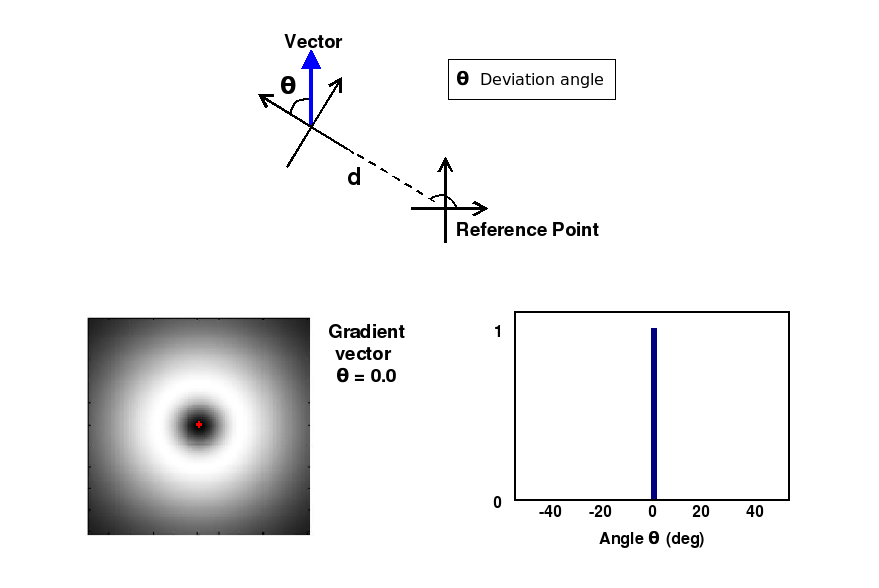 Vector
θ
θ Deviation angle
d
Reference Point
Gradient
vector
θ = 0.0
1
0
-40 -20 0 20 40
Angle θ (deg)